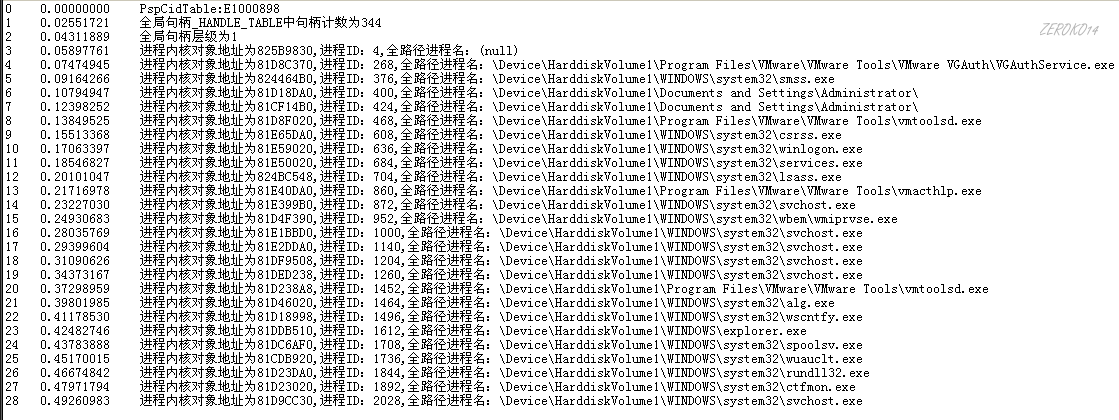 0 0.00000000 PspCidTable:E1000898
1 0.02551721 全局句柄_HANDLE_TABLE中句柄计数为344
2 0.04311889 全局句柄层级为1
3 0.05897761 进程内核对象地址为825B9830,进程ID: 4,全路径进程名: (null)
4 0.07474945 进程内核对象地址为81D8C370,进程ID: 268,全路径进程名: \Device\HarddiskVolume1\Program Files\VMware\VMware Tools\VMware VGAuth\VGAuthService.exe
5 0.09164266 进程内核对象地址为824464B0,进程ID: 376,全路径进程名: \Device\HarddiskVolume1\WINDOWS\system32\smss.exe
6 0.10794947 进程内核对象地址为81D18DA0,进程ID: 400,全路径进程名: \Device\HarddiskVolume1\Documents and Settings\Administrator\
7 0.12398252 进程内核对象地址为81CF14B0,进程ID: 424,全路径进程名: \Device\HarddiskVolume1\Documents and Settings\Administrator\
8 0.13849525 进程内核对象地址为81D8F020,进程ID: 468,全路径进程名: \Device\HarddiskVolume1\Program Files\VMware\VMware Tools\vmtoolsd.exe
9 0.15513368 进程内核对象地址为81E65DA0,进程ID: 608,全路径进程名: \Device\HarddiskVolume1\WINDOWS\system32\csrss.exe
10 0.17063397 进程内核对象地址为81E59020,进程ID: 636,全路径进程名: \Device\HarddiskVolume1\WINDOWS\system32\winlogon.exe
11 0.18546827 进程内核对象地址为81E50020,进程ID: 684,全路径进程名: \Device\HarddiskVolume1\WINDOWS\system32\services.exe
12 0.20101047 进程内核对象地址为824BC548,进程ID: 704,全路径进程名: \Device\HarddiskVolume1\WINDOWS\system32\lsass.exe
13 0.21716978 进程内核对象地址为81E40DA0,进程ID: 860,全路径进程名: \Device\HarddiskVolume1\Program Files\VMware\VMware Tools\vmacthlp.exe
14 0.23227030 进程内核对象地址为81E399B0,进程ID: 872,全路径进程名: \Device\HarddiskVolume1\WINDOWS\system32\svchost.exe
15 0.24930683 进程内核对象地址为81D4F390,进程ID: 952,全路径进程名: \Device\HarddiskVolume1\WINDOWS\system32\wbem\wmiprvse.exe
16 0.28035769 进程内核对象地址为81E1BBD0,进程ID: 1000,全路径进程名: \Device\HarddiskVolume1\WINDOWS\system32\svchost.exe
17 0.29399604 进程内核对象地址为81E2DDA0,进程ID: 1140,全路径进程名: \Device\HarddiskVolume1\WINDOWS\system32\svchost.exe
18 0.31090626 进程内核对象地址为81DF9508,进程ID: 1204,全路径进程名: \Device\HarddiskVolume1\WINDOWS\system32\svchost.exe
19 0.34373167 进程内核对象地址为81DED238,进程ID: 1260,全路径进程名: \Device\HarddiskVolume1\WINDOWS\system32\svchost.exe
20 0.37298959 进程内核对象地址为81D238A8,进程ID: 1452,全路径进程名: \Device\HarddiskVolume1\Program Files\VMware\VMware Tools\vmtoolsd.exe
21 0.39801985 进程内核对象地址为81D46020,进程ID: 1464,全路径进程名: \Device\HarddiskVolume1\WINDOWS\system32\alg.exe
22 0.41178530 进程内核对象地址为81D18998,进程ID: 1496,全路径进程名: \Device\HarddiskVolume1\WINDOWS\system32\wscntfy.exe
23 0.42482746 进程内核对象地址为81DDB510,进程ID: 1612,全路径进程名: \Device\HarddiskVolume1\WINDOWS\explorer.exe
24 0.43783888 进程内核对象地址为81DC6AF0,进程ID: 1708,全路径进程名: \Device\HarddiskVolume1\WINDOWS\system32\spoolsv.exe
25 0.45170015 进程内核对象地址为81CDB920,进程ID: 1736,全路径进程名: \Device\HarddiskVolume1\WINDOWS\system32\wuauclt.exe
26 0.46674842 进程内核对象地址为81D23DA0,进程ID: 1844,全路径进程名: \Device\HarddiskVolume1\WINDOWS\system32\rundll32.exe
27 0.47971794 进程内核对象地址为81D23020,进程ID: 1892,全路径进程名: \Device\HarddiskVolume1\WINDOWS\system32\ctfmon.exe
28 0.49260983 进程内核对象地址为81D9CC30,进程ID: 2028,全路径进程名: \Device\HarddiskVolume1\WINDOWS\system32\svchost.exe
ZEROKO14